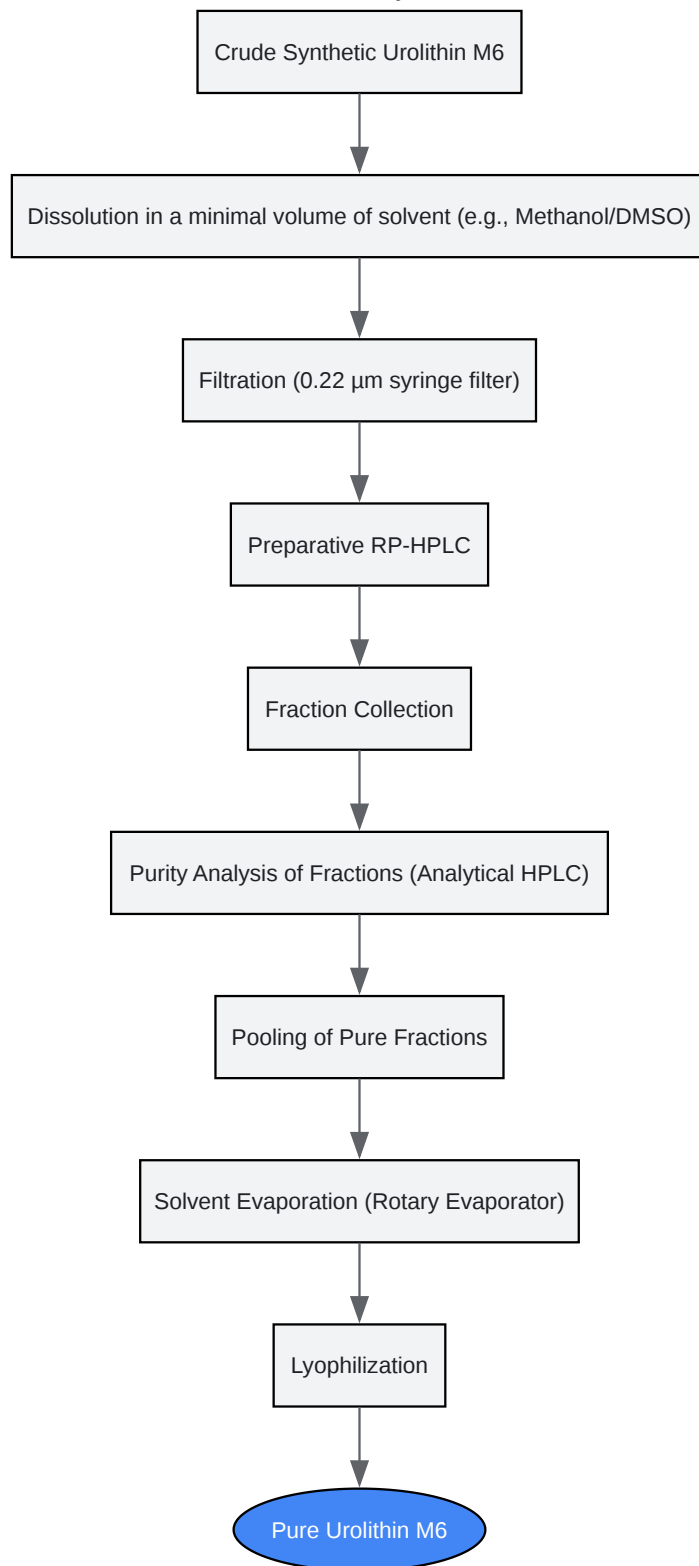 Crude Synthetic Urolithin M6
Dissolution in a minimal volume of solvent (e.g., Methanol/DMSO)
Filtration (0.22 µm syringe filter)
Preparative RP-HPLC
Fraction Collection
Purity Analysis of Fractions (Analytical HPLC)
Pooling of Pure Fractions
Solvent Evaporation (Rotary Evaporator)
Lyophilization
Pure Urolithin M6